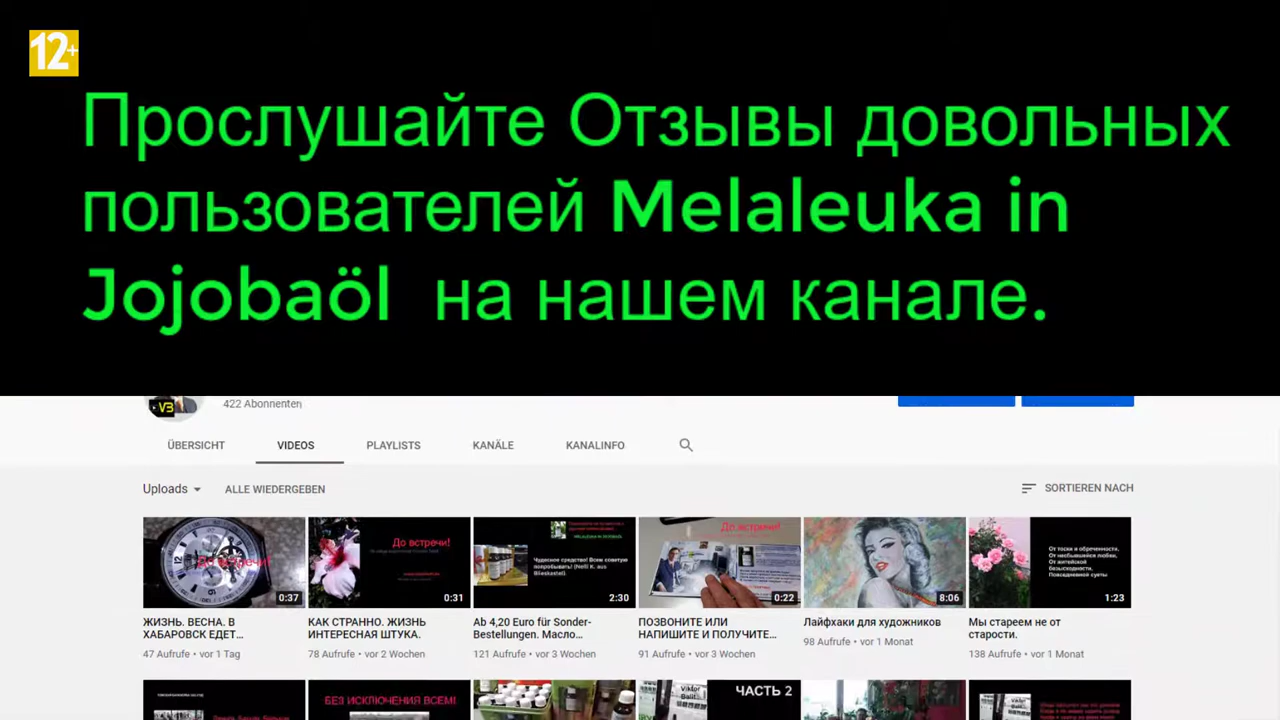 12+
Прослушайте Отзывы довольных
пользователей Melaleuka in
Jojobaöl на нашем канале.
V3
422 Abonnenten
ÜBERSICHT VIDEOS PLAYLISTS KANÄLE KANALINFO
Uploads ALLE WIEDERGEBEN SORTIEREN NACH
До встречи!
До встречи!
Чудесное средство! Всем советую
попробывать! (Nelli K. aus
Blieskastel)
До встречи!
От тоски и обреченности,
От несбывшейся любви,
От житейской
безысходности,
Повседневной суеты
0:37 0:31 2:30 0:22 8:06 1:23
ЖИЗНЬ. ВЕСНА. В
ХАБАРОВСК ЕДЕТ...
47 Aufrufe • vor 1 Tag
КАК СТРАННО. ЖИЗНЬ
ИНТЕРЕСНАЯ ШТУКА.
78 Aufrufe • vor 2 Wochen
Ab 4,20 Euro für Sonder-
Bestellungen. Масло...
121 Aufrufe • vor 3 Wochen
ПОЗВОНИТЕ ИЛИ
НАПИШИТЕ И ПОЛУЧИТЕ...
91 Aufrufe • vor 3 Wochen
Лайфхаки для художников
98 Aufrufe • vor 1 Monat
Мы стареем не от
старости.
138 Aufrufe • vor 1 Monat
БЕЗ ИСКЛЮЧЕНИЯ ВСЕМ!
Viktor
ЧАСТЬ 2